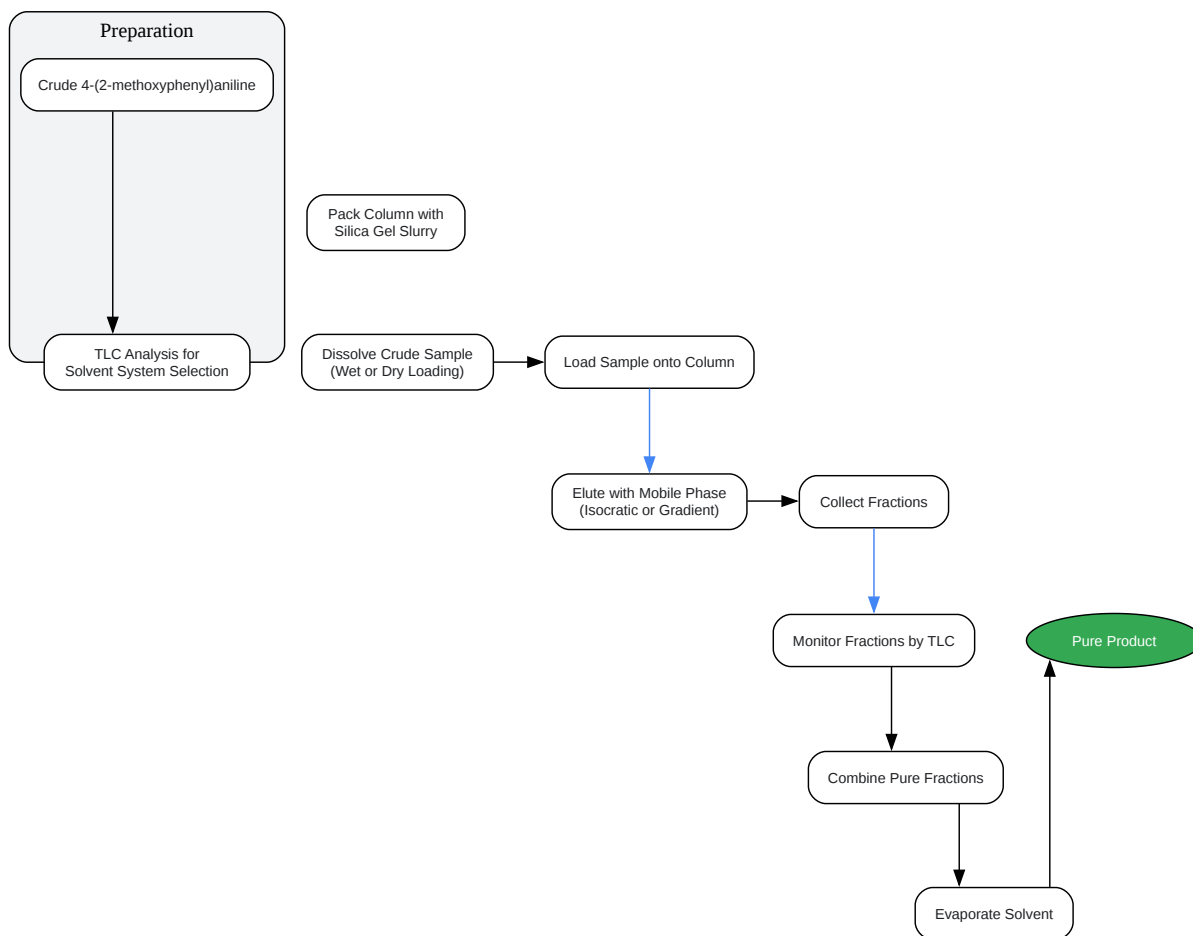 Preparation
Crude 4-(2-methoxyphenyl)aniline
Pack Column with
Silica Gel Slurry
TLC Analysis for
Solvent System Selection
Dissolve Crude Sample
(Wet or Dry Loading)
Load Sample onto Column
Elute with Mobile Phase
(Isocratic or Gradient)
Collect Fractions
Monitor Fractions by TLC
Pure Product
Combine Pure Fractions
Evaporate Solvent